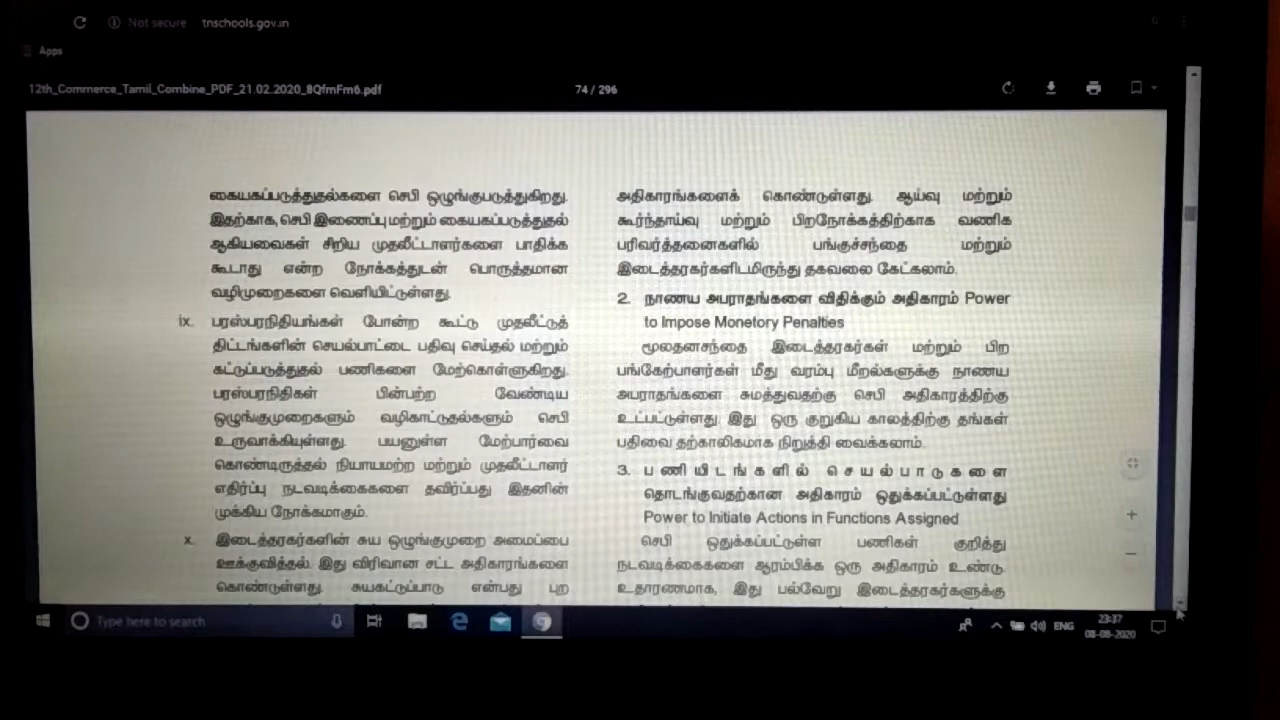 Not secure tnschools.gov.in
Apps
12th_Commerce_Tamil_Combine_PDF_21.02.2020_8QfmFm6.pdf
74 / 296
கையகப்படுத்துதல்களை செபி ஒழுங்குபடுத்துகிறது.
இதற்காக, செபி இணைப்பு மற்றும் கையகப்படுத்துதல்
ஆகியவைகள் சிறிய முதலீட்டாளர்களை பாதிக்க
கூடாது என்ற நோக்கத்துடன் பொருத்தமான
வழிமுறைகளை வெளியிட்டுள்ளது.
ix. பரஸ்பரநிதியங்கள் போன்ற கூட்டு முதலீட்டுத்
திட்டங்களின் செயல்பாட்டை பதிவு செய்தல் மற்றும்
கட்டுப்படுத்துதல் பணிகளை மேற்கொள்ளுகிறது.
பரஸ்பரநிதிகள் பின்பற்ற வேண்டிய
ஒழுங்குமுறைகளும் வழிகாட்டுதல்களும் செபி
உருவாக்கியுள்ளது. பயனுள்ள மேற்பார்வை
கொண்டிருத்தல் நியாயமற்ற மற்றும் முதலீட்டாளர்
எதிர்ப்பு நடவடிக்கைகளை தவிர்ப்பது இதனின்
முக்கிய நோக்கமாகும்.
x. இடைத்தரகர்களின் சுய ஒழுங்குமுறை அமைப்பை
ஊக்குவித்தல். இது விரிவான சட்ட அதிகாரங்களை
கொண்டுள்ளது. சுயகட்டுப்பாடு என்பது புற
அதிகாரங்களைக் கொண்டுள்ளது. ஆய்வு மற்றும்
கூர்ந்தாய்வு மற்றும் பிறநோக்கத்திற்காக வணிக
பரிவர்த்தனைகளில் பங்குச்சந்தை மற்றும்
இடைத்தரகர்களிடமிருந்து தகவலை கேட்கலாம்.
2. நாணய அபராதங்களை விதிக்கும் அதிகாரம் Power
to Impose Monetory Penalties
மூலதனசந்தை இடைத்தரகர்கள் மற்றும் பிற
பங்கேற்பாளர்கள் மீது வரம்பு மீறல்களுக்கு நாணய
அபராதங்களை சுமத்துவதற்கு செபி அதிகாரத்திற்கு
உட்பட்டுள்ளது. இது ஒரு குறுகிய காலத்திற்கு தங்கள்
பதிவை தற்காலிகமாக நிறுத்தி வைக்கலாம்.
3. பணியிடங்களில் செயல்பாடுகளை
தொடங்குவதற்கான அதிகாரம் ஒதுக்கப்பட்டுள்ளது
Power to Initiate Actions in Functions Assigned
செபி ஒதுக்கப்பட்டுள்ள பணிகள் குறித்து
நடவடிக்கைகளை ஆரம்பிக்க ஒரு அதிகாரம் உண்டு.
உதாரணமாக, இது பல்வேறு இடைத்தரகர்களுக்கு
Type here to search
ENG
23:37
08-08-2020